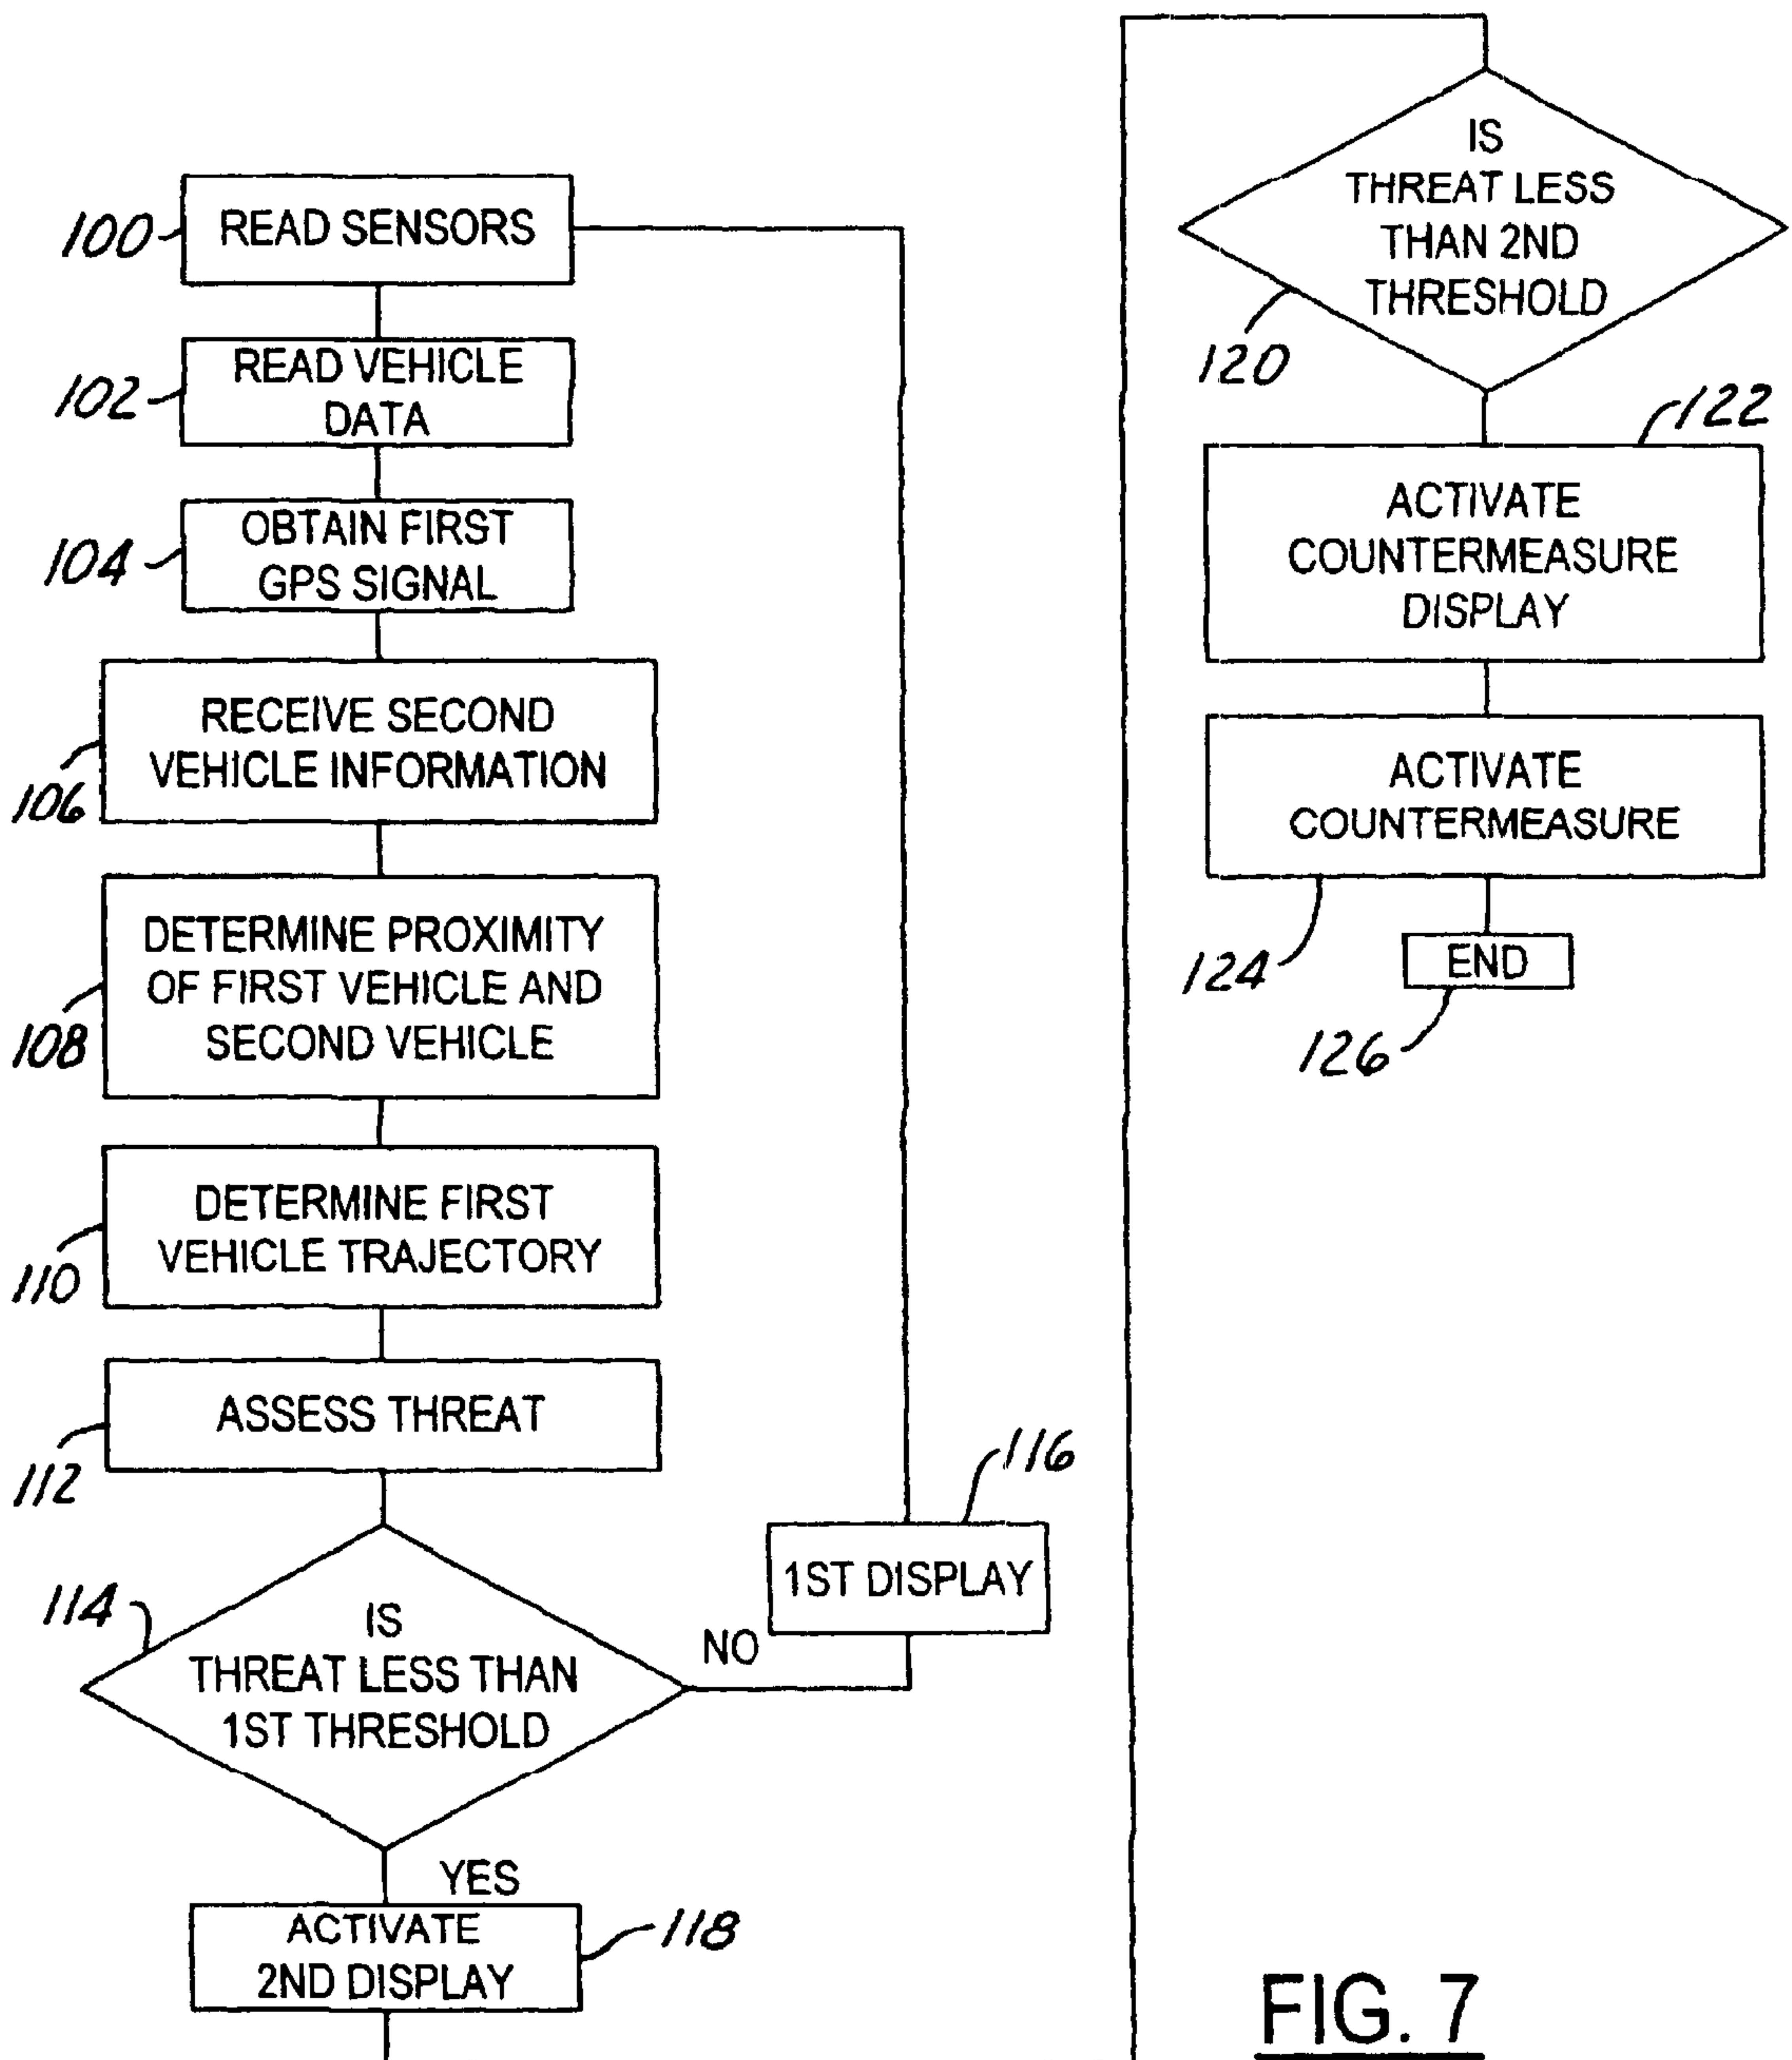 100
READ SENSORS
102
READ VEHICLE
DATA
104
OBTAIN FIRST
GPS SIGNAL
106
RECEIVE SECOND
VEHICLE INFORMATION
108
DETERMINE PROXIMITY
OF FIRST VEHICLE AND
SECOND VEHICLE
110
DETERMINE FIRST
VEHICLE TRAJECTORY
112
ASSESS THREAT
114
IS
THREAT LESS THAN
1ST THRESHOLD
NO
116
1ST DISPLAY
YES
ACTIVATE
2ND DISPLAY
118
IS
THREAT LESS
THAN 2ND
THRESHOLD
120
122
ACTIVATE
COUNTERMEASURE
DISPLAY
ACTIVATE
COUNTERMEASURE
124
END
126
FIG. 7